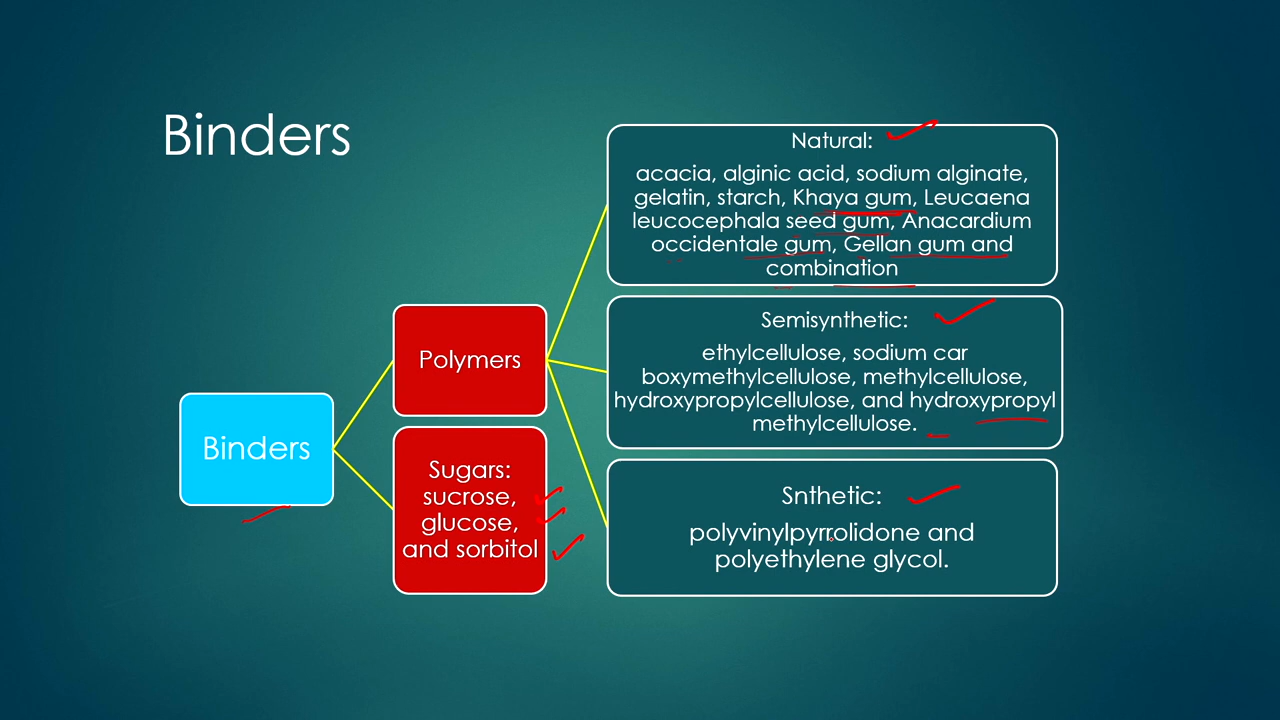 Binders
Natural:
acacia, alginic acid, sodium alginate,
gelatin, starch, Khaya gum, Leucaena
leucocephala seed gum, Anacardium
occidentale gum, Gellan gum and
combination
Semisynthetic:
ethylcellulose, sodium car
boxymethylcellulose, methylcellulose,
hydroxypropylcellulose, and hydroxypropyl
methylcellulose.
Polymers
Binders
Sugars:
sucrose,
glucose,
and sorbitol
Snthetic:
polyvinylpyrrolidone and
polyethylene glycol.